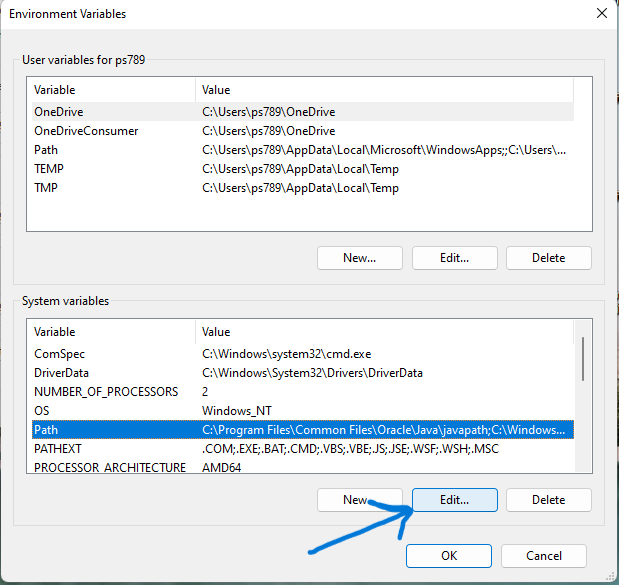 Environment Variables
User variables for ps789
Variable Value
OneDrive C:\Users\ps789\OneDrive
OneDriveConsumer C:\Users\ps789\OneDrive
Path C:\Users\ps789\AppData\Local\Microsoft\WindowsApps;;C:\Users\...
TEMP C:\Users\ps789\AppData\Local\Temp
TMP C:\Users\ps789\AppData\Local\Temp
New... Edit... Delete
System variables
Variable Value
ComSpec C:\Windows\system32\cmd.exe
DriverData C:\Windows\System32\Drivers\DriverData
NUMBER_OF_PROCESSORS 2
OS Windows_NT
Path C:\Program Files\Common Files\Oracle\Java\javapath;C:\Windows...
PATHEXT .COM;.EXE;.BAT;.CMD;.VBS;.VBE;.JS;.JSE;.WSF;.WSH;.MSC
PROCESSOR_ARCHITECTURE AMD64
New... Edit... Delete
OK Cancel